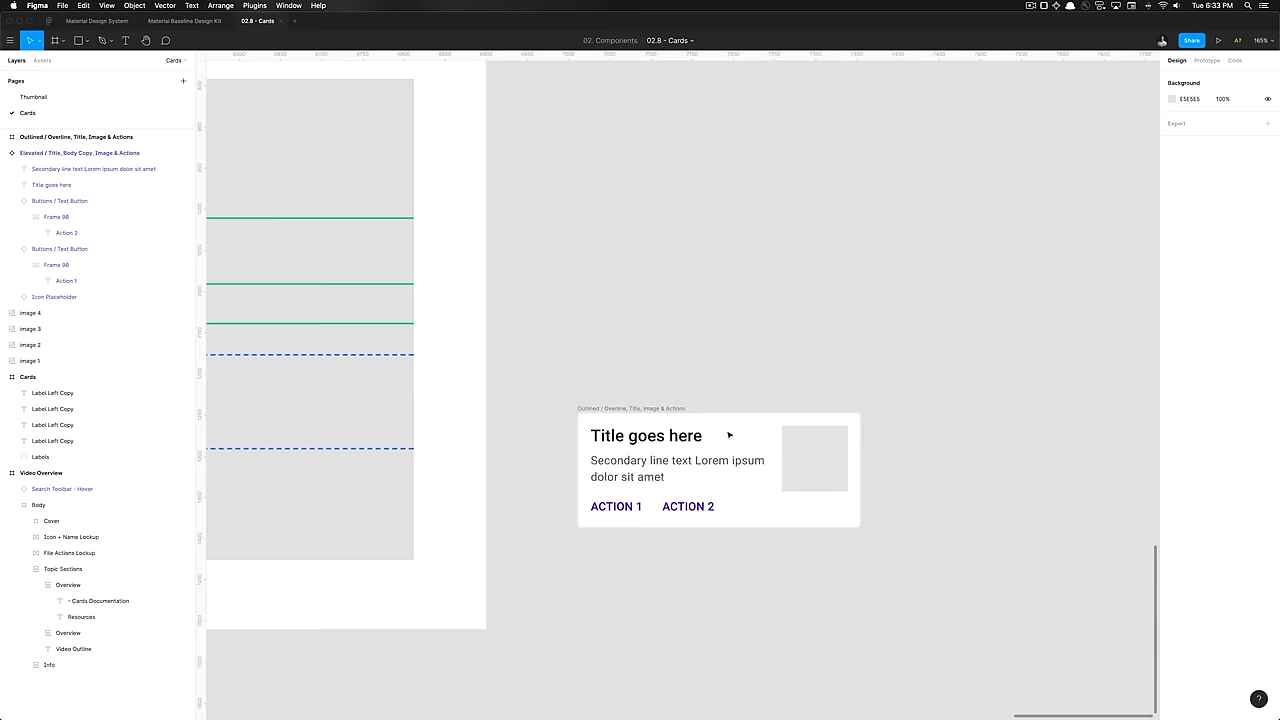 Figma File Edit View Object Vector Text Arrange Plugins Window Help
Tue 6:33 PM
Material Design System Material Baseline Design Kit 02.8 - Cards
02. Components 02.8 - Cards
Share A? 165%
Layers Assets Cards
Design Prototype Code
Pages
Thumbnail
Cards
Outlined / Overline, Title, Image & Actions
Elevated / Title, Body Copy, Image & Actions
Secondary line text Lorem ipsum dolor sit amet
Title goes here
Buttons / Text Button
Frame 90
Action 2
Buttons / Text Button
Frame 90
Action 1
Icon Placeholder
image 4
image 3
image 2
image 1
Cards
Label Left Copy
Label Left Copy
Label Left Copy
Label Left Copy
Labels
Video Overview
Search Toolbar - Hover
Body
Cover
Icon + Name Lockup
File Actions Lockup
Topic Sections
Overview
- Cards Documentation
Resources
Overview
Video Outline
Info
Background
E5E5E5 100%
Export
Outlined / Overline, Title, Image & Actions
Title goes here
Secondary line text Lorem ipsum
dolor sit amet
ACTION 1 ACTION 2
?